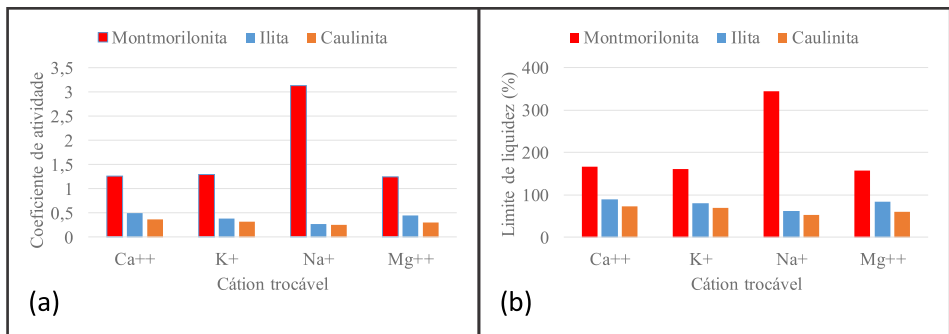 Montmorilonita Ilita Caulinita
Coeficiente de atividade
3,5
3
2,5
2
1,5
1
0,5
0
Ca++ K+ Na+ Mg++
Cátion trocável
(a)
Montmorilonita Ilita Caulinita
Limite de liquidez (%)
400
300
200
100
0
Ca++ K+ Na+ Mg++
Cátion trocável
(b)